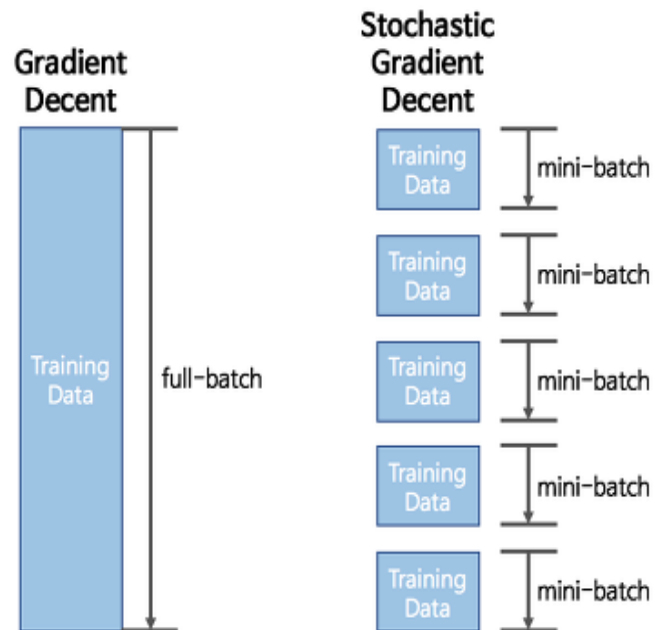 Gradient
Decent
Training
Data
full-batch
Stochastic
Gradient
Decent
Training
Data
mini-batch
Training
Data
mini-batch
Training
Data
mini-batch
Training
Data
mini-batch
Training
Data
mini-batch